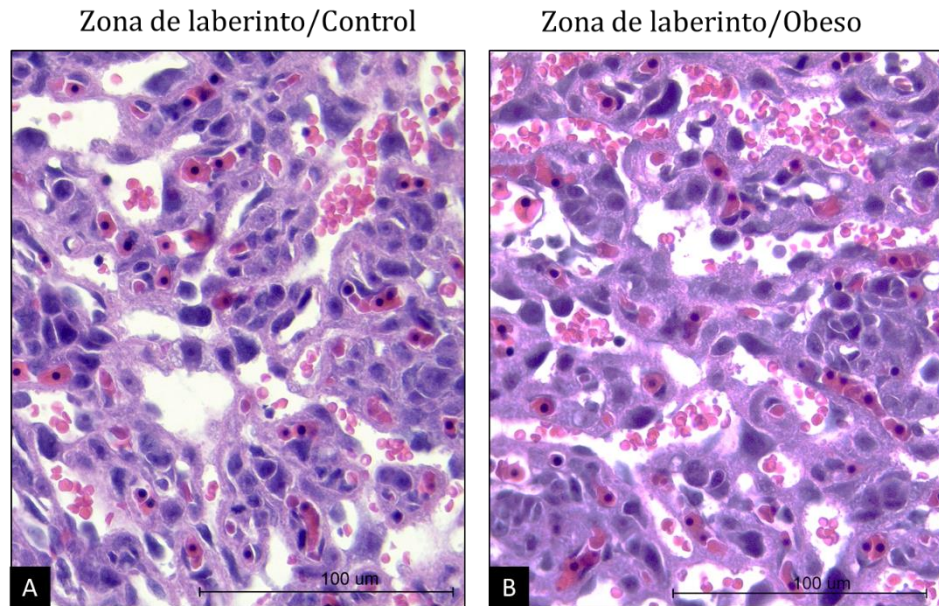 Zona de laberinto/Control
Zona de laberinto/Obeso
A
100 um
B
100 um